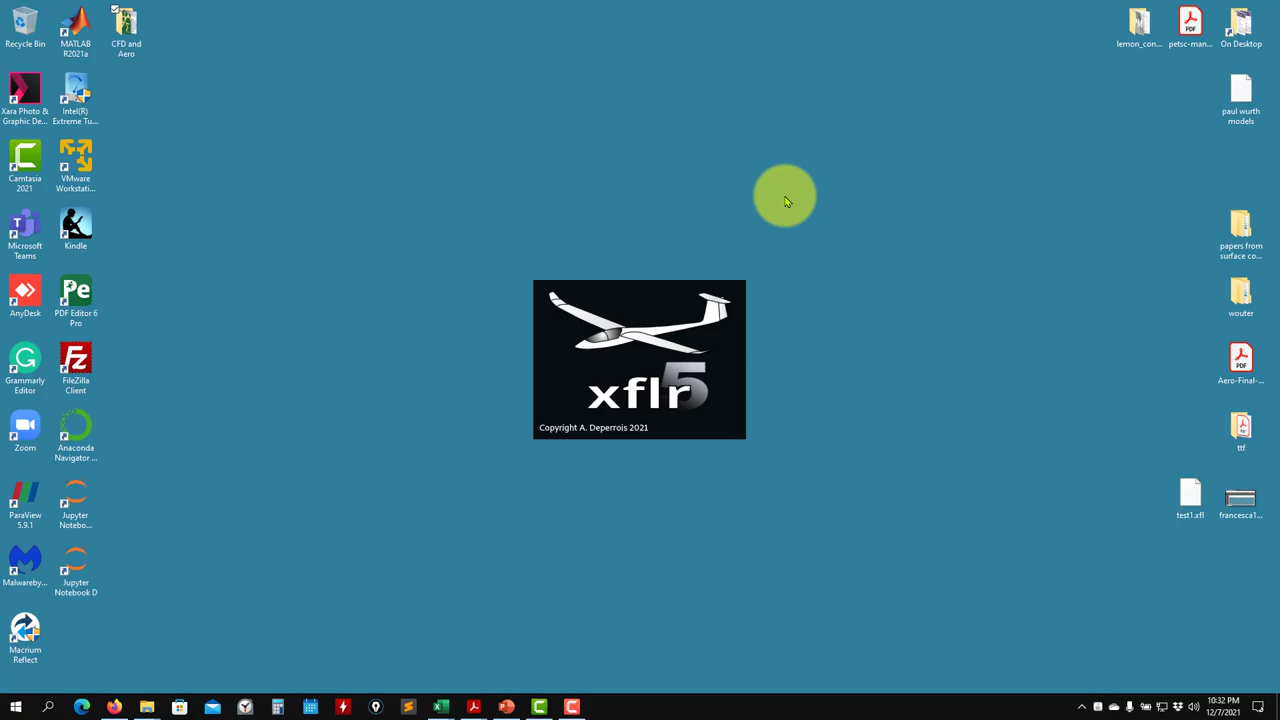 Recycle Bin
MATLAB
R2021a
CFD and
Aero
lemon_con...
petsc-man...
On Desktop
Xara Photo &
Graphic De...
Intel(R)
Extreme Tu...
paul wurth
models
Camtasia
2021
VMware
Workstati...
Microsoft
Teams
Kindle
papers from
surface co...
AnyDesk
PDF Editor 6
Pro
wouter
xflr5
Copyright A. Deperrois 2021
Grammarly
Editor
FileZilla
Client
Aero-Final-...
Zoom
Anaconda
Navigator ...
ttf
ParaView
5.9.1
Jupyter
Notebo...
test1.xfl
francesca1...
Malwareby...
Jupyter
Notebook D
Macrium
Reflect
10:32 PM
12/7/2021